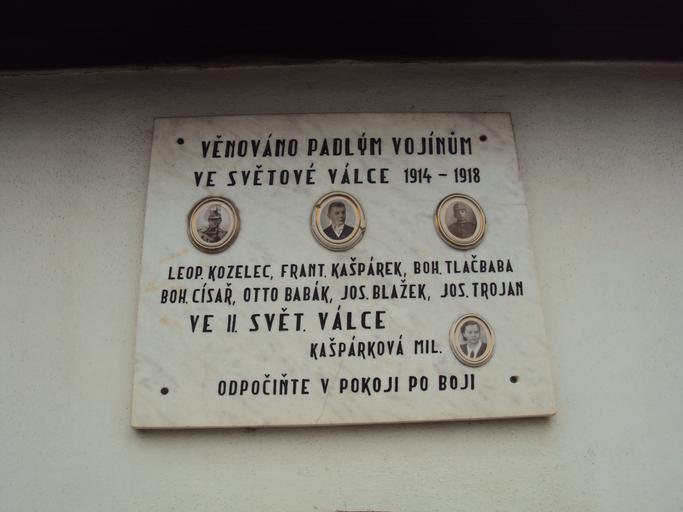 VĚNOVÁNO PADLÝM VOJÍNŮM
VE SVĚTOVÉ VÁLCE 1914 - 1918
LEOP. KOZELEC, FRANT. KAŠPÁREK, BOH. TLAČBABA
BOH. CÍSAŘ, OTTO BABÁK, JOS. BLAŽEK, JOS. TROJAN
VE II. SVĚT. VÁLCE
KAŠPÁRKOVÁ MIL.
ODPOČIŇTE V POKOJI PO BOJI